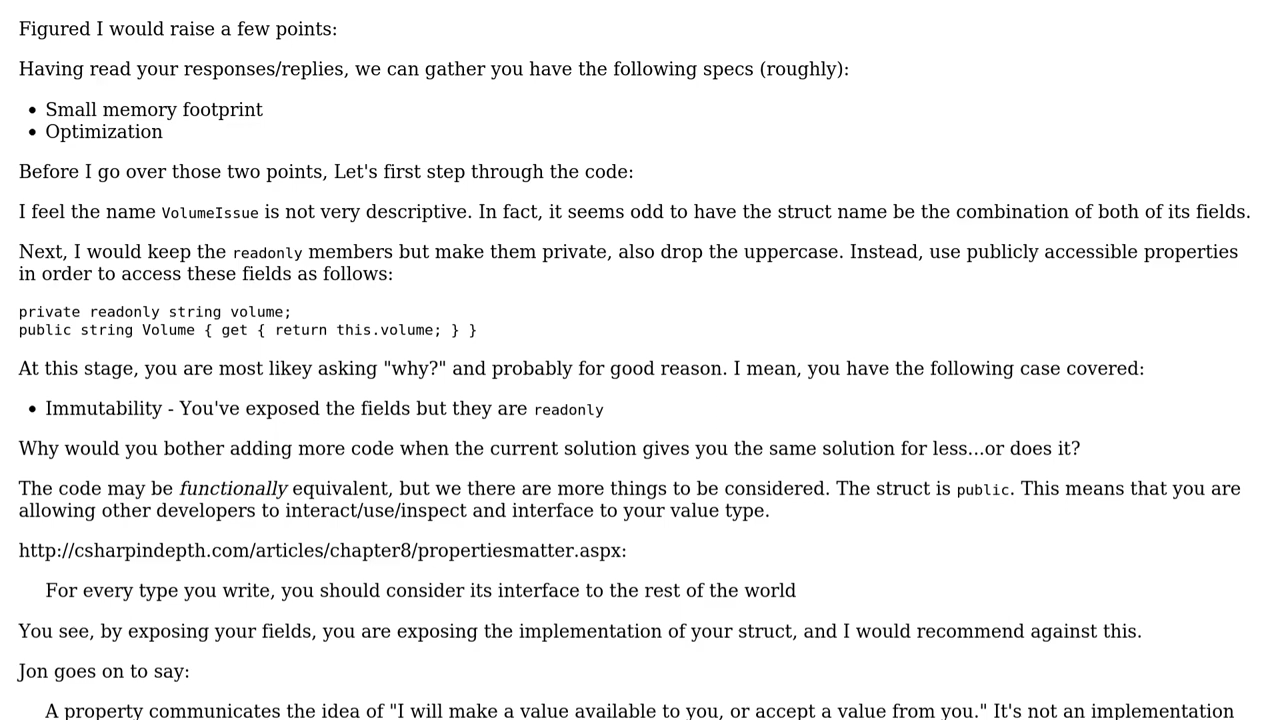 Figured I would raise a few points:
Having read your responses/replies, we can gather you have the following specs (roughly):
• Small memory footprint
• Optimization
Before I go over those two points, Let's first step through the code:
I feel the name VolumeIssue is not very descriptive. In fact, it seems odd to have the struct name be the combination of both of its fields.
Next, I would keep the readonly members but make them private, also drop the uppercase. Instead, use publicly accessible properties
in order to access these fields as follows:
private readonly string volume;
public string Volume { get { return this.volume; } }
At this stage, you are most likey asking "why?" and probably for good reason. I mean, you have the following case covered:
• Immutability - You've exposed the fields but they are readonly
Why would you bother adding more code when the current solution gives you the same solution for less...or does it?
The code may be functionally equivalent, but we there are more things to be considered. The struct is public. This means that you are
allowing other developers to interact/use/inspect and interface to your value type.
http://csharpindepth.com/articles/chapter8/propertiesmatter.aspx:
For every type you write, you should consider its interface to the rest of the world
You see, by exposing your fields, you are exposing the implementation of your struct, and I would recommend against this.
Jon goes on to say:
A property communicates the idea of "I will make a value available to you, or accept a value from you." It's not an implementation